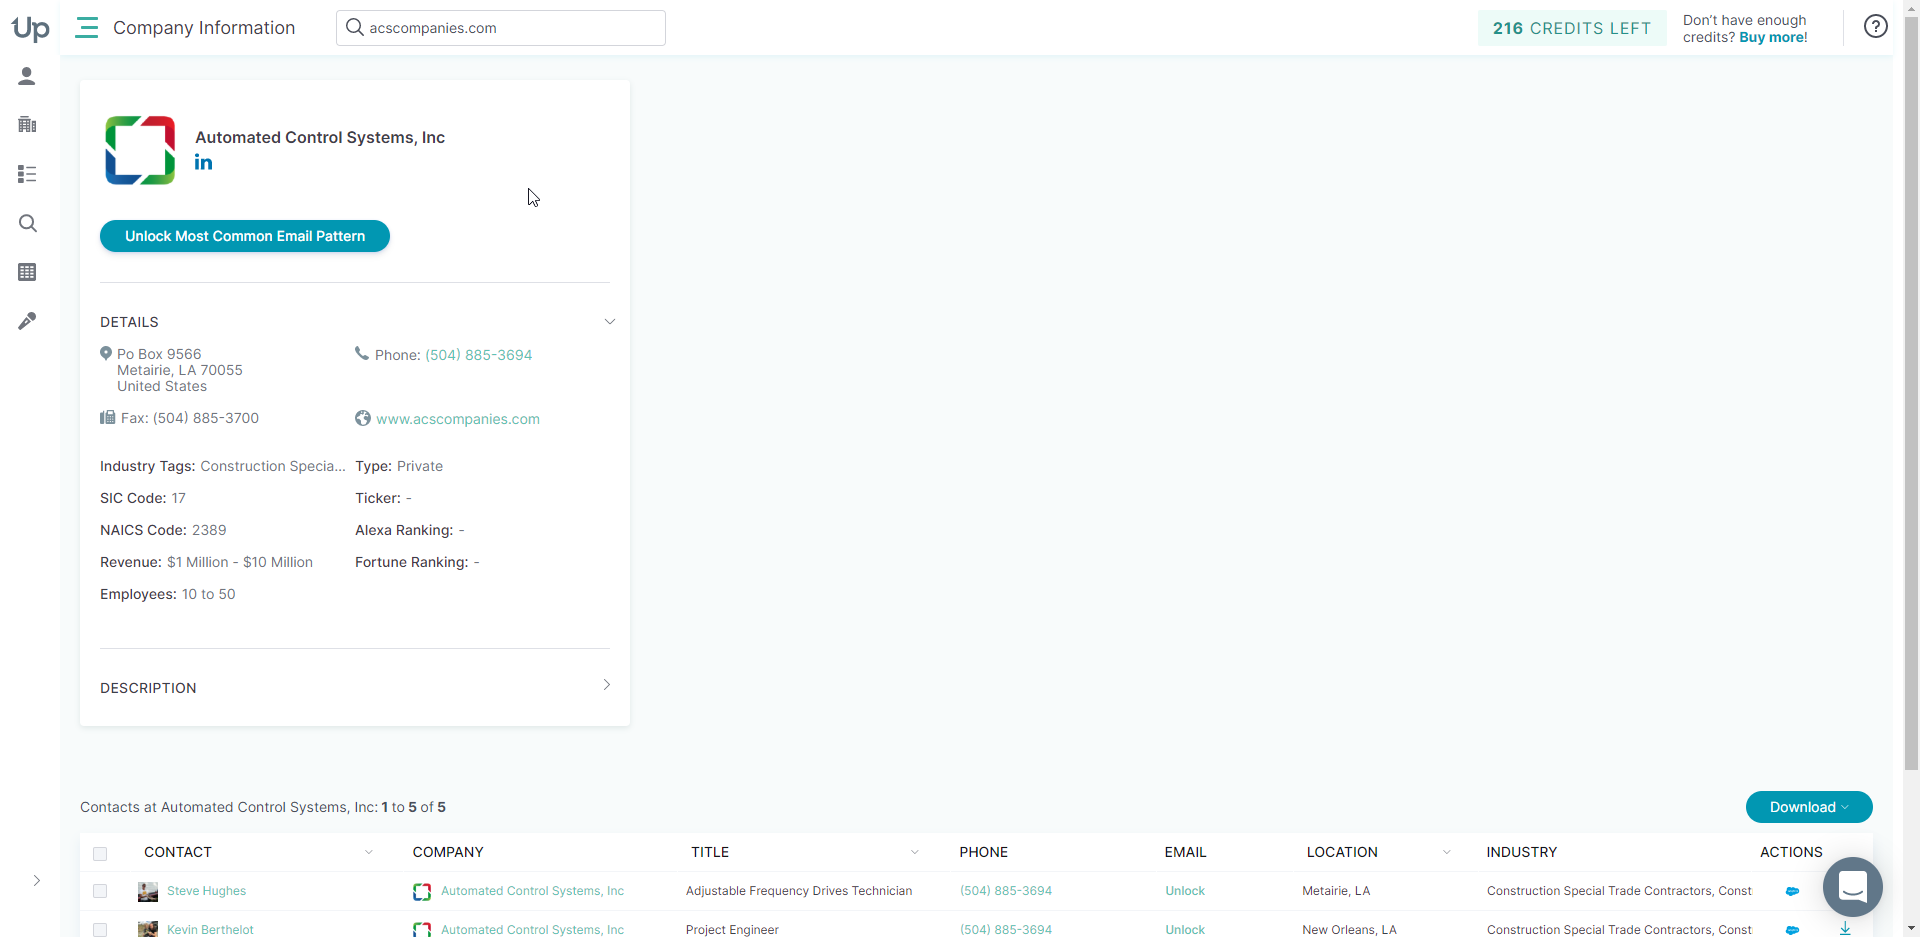 Up
Company Information
acscompanies.com
216 CREDITS LEFT
Don't have enough
credits? Buy more!
Automated Control Systems, Inc
in
Unlock Most Common Email Pattern
DETAILS
Po Box 9566
Metairie, LA 70055
United States
Phone: (504) 885-3694
Fax: (504) 885-3700
www.acscompanies.com
Industry Tags: Construction Specia...
Type: Private
SIC Code: 17
Ticker: -
NAICS Code: 2389
Alexa Ranking: -
Revenue: $1 Million - $10 Million
Fortune Ranking: -
Employees: 10 to 50
DESCRIPTION
Contacts at Automated Control Systems, Inc: 1 to 5 of 5
Download
CONTACT COMPANY TITLE PHONE EMAIL LOCATION INDUSTRY ACTIONS
Steve Hughes Automated Control Systems, Inc Adjustable Frequency Drives Technician (504) 885-3694 Unlock Metairie, LA Construction Special Trade Contractors, Const
Kevin Berthelot Automated Control Systems, Inc Project Engineer (504) 885-3694 Unlock New Orleans, LA Construction Special Trade Contractors, Const